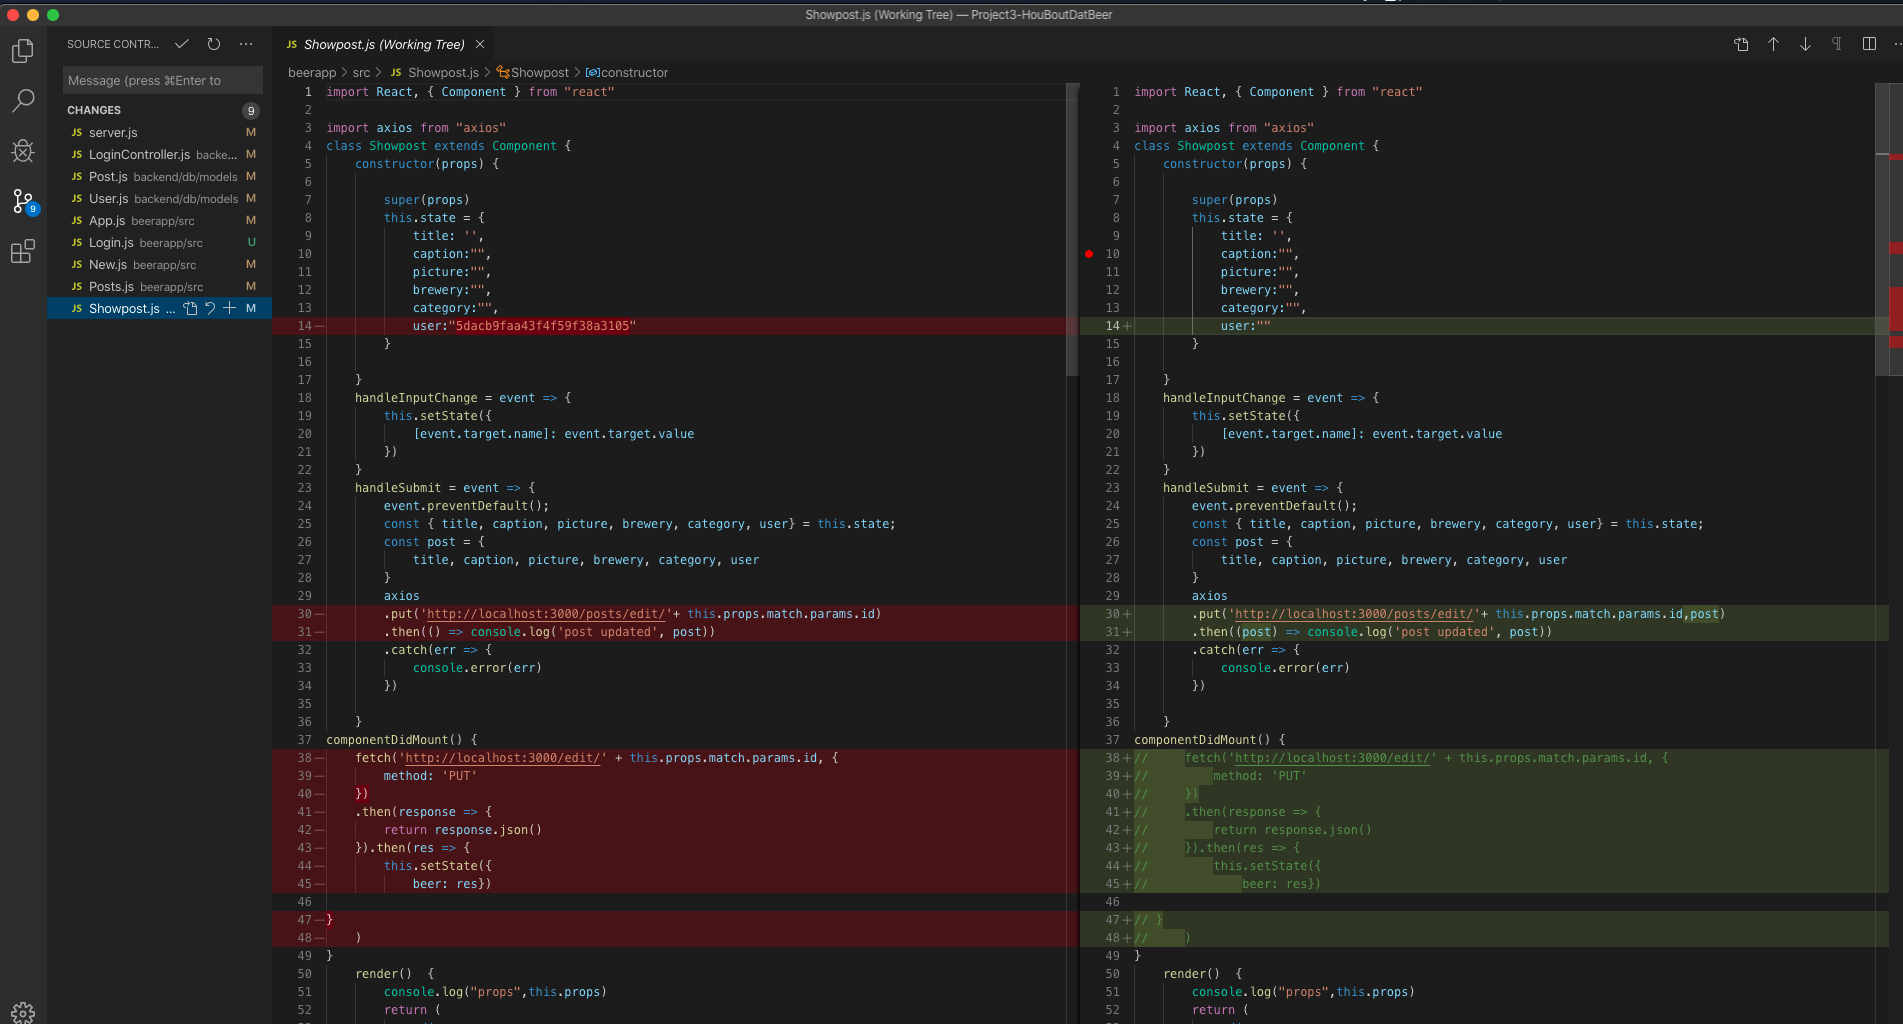 Showpost.js (Working Tree) — Project3-HouBoutDatBeer
SOURCE CONTR...
Message (press ⌘Enter to
CHANGES 9
JS server.js M
JS LoginController.js backe... M
JS Post.js backend/db/models M
JS User.js backend/db/models M
JS App.js beerapp/src M
JS Login.js beerapp/src U
JS New.js beerapp/src M
JS Posts.js beerapp/src M
JS Showpost.js ... M
9
JS Showpost.js (Working Tree) ×
beerapp > src > JS Showpost.js > Showpost > constructor
1 import React, { Component } from "react"
2
3 import axios from "axios"
4 class Showpost extends Component {
5     constructor(props) {
6
7         super(props)
8         this.state = {
9             title: '',
10             caption:"",
11             picture:"",
12             brewery:"",
13             category:"",
14—             user:"5dacb9faa43f4f59f38a3105"
15         }
16
17     }
18     handleInputChange = event => {
19         this.setState({
20             [event.target.name]: event.target.value
21         })
22     }
23     handleSubmit = event => {
24         event.preventDefault();
25         const { title, caption, picture, brewery, category, user} = this.state;
26         const post = {
27             title, caption, picture, brewery, category, user
28         }
29         axios
30—         .put('http://localhost:3000/posts/edit/'+ this.props.match.params.id)
31—         .then(() => console.log('post updated', post))
32         .catch(err => {
33             console.error(err)
34         })
35
36     }
37 componentDidMount() {
38—     fetch('http://localhost:3000/edit/' + this.props.match.params.id, {
39—         method: 'PUT'
40—     })
41—     .then(response => {
42—         return response.json()
43—     }).then(res => {
44—         this.setState({
45—             beer: res})
46
47— }
48—     )
49 }
50     render()  {
51         console.log("props",this.props)
52         return (
1 import React, { Component } from "react"
2
3 import axios from "axios"
4 class Showpost extends Component {
5     constructor(props) {
6
7         super(props)
8         this.state = {
9             title: '',
10             caption:"",
11             picture:"",
12             brewery:"",
13             category:"",
14+             user:""
15         }
16
17     }
18     handleInputChange = event => {
19         this.setState({
20             [event.target.name]: event.target.value
21         })
22     }
23     handleSubmit = event => {
24         event.preventDefault();
25         const { title, caption, picture, brewery, category, user} = this.state;
26         const post = {
27             title, caption, picture, brewery, category, user
28         }
29         axios
30+         .put('http://localhost:3000/posts/edit/'+ this.props.match.params.id,post)
31+         .then((post) => console.log('post updated', post))
32         .catch(err => {
33             console.error(err)
34         })
35
36     }
37 componentDidMount() {
38+//     fetch('http://localhost:3000/edit/' + this.props.match.params.id, {
39+//         method: 'PUT'
40+//     })
41+//     .then(response => {
42+//         return response.json()
43+//     }).then(res => {
44+//         this.setState({
45+//             beer: res})
46
47+// }
48+//     )
49 }
50     render()  {
51         console.log("props",this.props)
52         return (